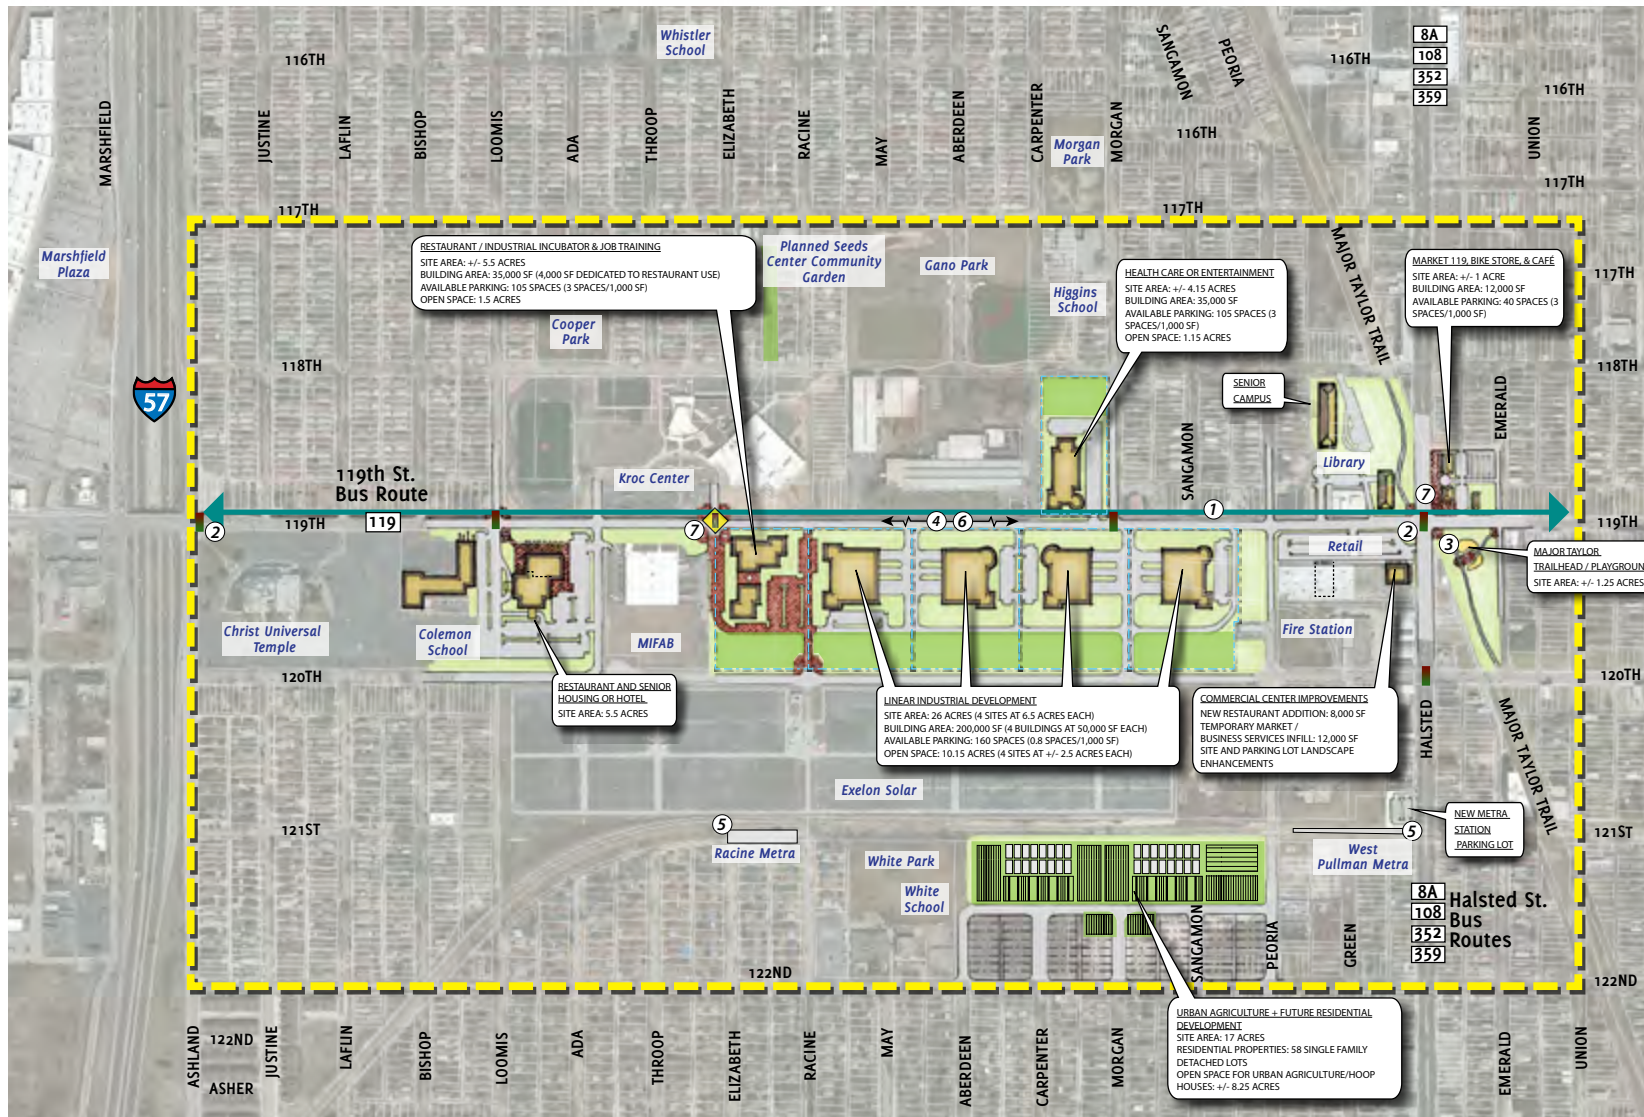 Whistler
School
8A
108
352
359
116TH
SANGAMON
PEORIA
116TH
116TH
MARSHFIELD
JUSTINE
LAFLIN
BISHOP
LOOMIS
ADA
THROOP
ELIZABETH
RACINE
MAY
ABERDEEN
CARPENTER
MORGAN
116TH
UNION
Morgan
Park
117TH
117TH
117TH
117TH
Marshfield
Plaza
RESTAURANT / INDUSTRIAL INCUBATOR & JOB TRAINING
SITE AREA: +/- 5.5 ACRES
BUILDING AREA: 35,000 SF (4,000 SF DEDICATED TO RESTAURANT USE)
AVAILABLE PARKING: 105 SPACES (3 SPACES/1,000 SF)
OPEN SPACE: 1.5 ACRES
Planned Seeds
Center Community
Garden
Gano Park
Higgins
School
HEALTH CARE OR ENTERTAINMENT
SITE AREA: +/- 4.15 ACRES
BUILDING AREA: 35,000 SF
AVAILABLE PARKING: 105 SPACES (3
SPACES/1,000 SF)
OPEN SPACE: 1.15 ACRES
MAJOR TAYLOR TRAIL
MARKET 119, BIKE STORE, & CAFÉ
SITE AREA: +/- 1 ACRE
BUILDING AREA: 12,000 SF
AVAILABLE PARKING: 40 SPACES (3
SPACES/1,000 SF)
Cooper
Park
118TH
118TH
57
SENIOR
CAMPUS
EMERALD
SANGAMON
Library
119th St.
Bus Route
Kroc Center
119
119TH
119TH
2
7
4
6
1
7
2
3
Retail
MAJOR TAYLOR
TRAILHEAD / PLAYGROUN
SITE AREA: +/- 1.25 ACRES
Christ Universal
Temple
Colemon
School
MIFAB
Fire Station
120TH
120TH
RESTAURANT AND SENIOR
HOUSING OR HOTEL
SITE AREA: 5.5 ACRES
LINEAR INDUSTRIAL DEVELOPMENT
SITE AREA: 26 ACRES (4 SITES AT 6.5 ACRES EACH)
BUILDING AREA: 200,000 SF (4 BUILDINGS AT 50,000 SF EACH)
AVAILABLE PARKING: 160 SPACES (0.8 SPACES/1,000 SF)
OPEN SPACE: 10.15 ACRES (4 SITES AT +/- 2.5 ACRES EACH)
COMMERCIAL CENTER IMPROVEMENTS
NEW RESTAURANT ADDITION: 8,000 SF
TEMPORARY MARKET /
BUSINESS SERVICES INFILL: 12,000 SF
SITE AND PARKING LOT LANDSCAPE
ENHANCEMENTS
HALSTED
MAJOR TAYLOR TRAIL
Exelon Solar
NEW METRA
STATION
PARKING LOT
121ST
121ST
5
Racine Metra
White Park
5
West
Pullman Metra
White
School
8A
108
352
359
Halsted St.
Bus
Routes
SANGAMON
PEORIA
GREEN
122ND
122ND
URBAN AGRICULTURE + FUTURE RESIDENTIAL
DEVELOPMENT
SITE AREA: 17 ACRES
RESIDENTIAL PROPERTIES: 58 SINGLE FAMILY
DETACHED LOTS
OPEN SPACE FOR URBAN AGRICULTURE/HOOP
HOUSES: +/- 8.25 ACRES
ASHLAND
122ND
ASHER
JUSTINE
LAFLIN
BISHOP
LOOMIS
ADA
THROOP
ELIZABETH
RACINE
MAY
ABERDEEN
CARPENTER
MORGAN
EMERALD
UNION